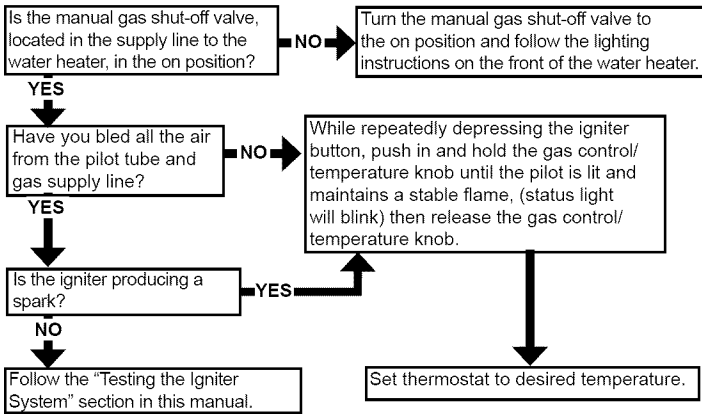 Is the manual gas shut-off valve,
located in the supply line to the
water heater, in the on position?
NO
Turn the manual gas shut-off valve to
the on position and follow the lighting
instructions on the front of the water heater.
YES
Have you bled all the air
from the pilot tube and
gas supply line?
NO
While repeatedly depressing the igniter
button, push in and hold the gas control/
temperature knob until the pilot is lit and
maintains a stable flame, (status light
will blink) then release the gas control/
temperature knob.
YES
Is the igniter producing a
spark?
YES
NO
Follow the “Testing the Igniter
System” section in this manual.
Set thermostat to desired temperature.